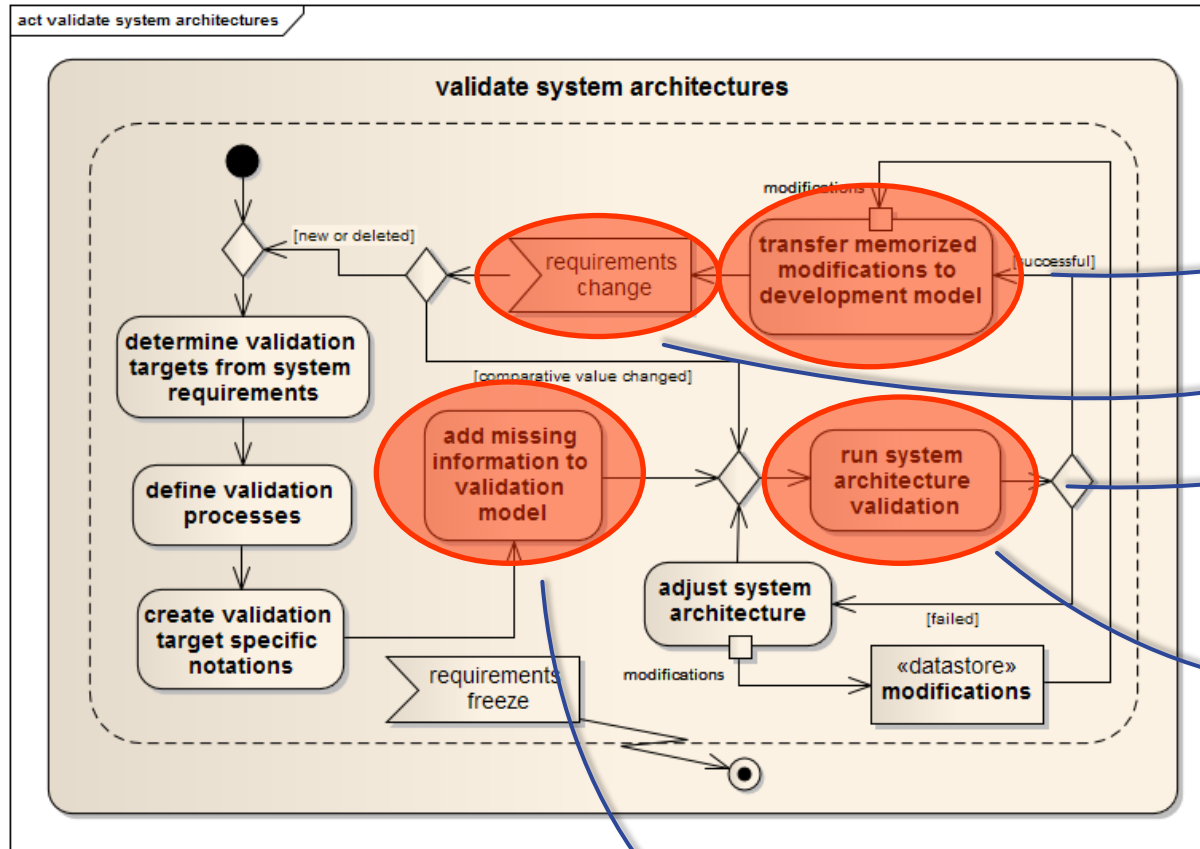 act validate system architectures
validate system architectures
modifications
[new or deleted]
requirements
change
transfer memorized
modifications to
development model
[successful]
determine validation
targets from system
requirements
[comparative value changed]
add missing
information to
validation
model
run system
architecture
validation
define validation
processes
adjust system
architecture
[failed]
create validation
target specific
notations
requirements
freeze
modifications
«datastore»
modifications